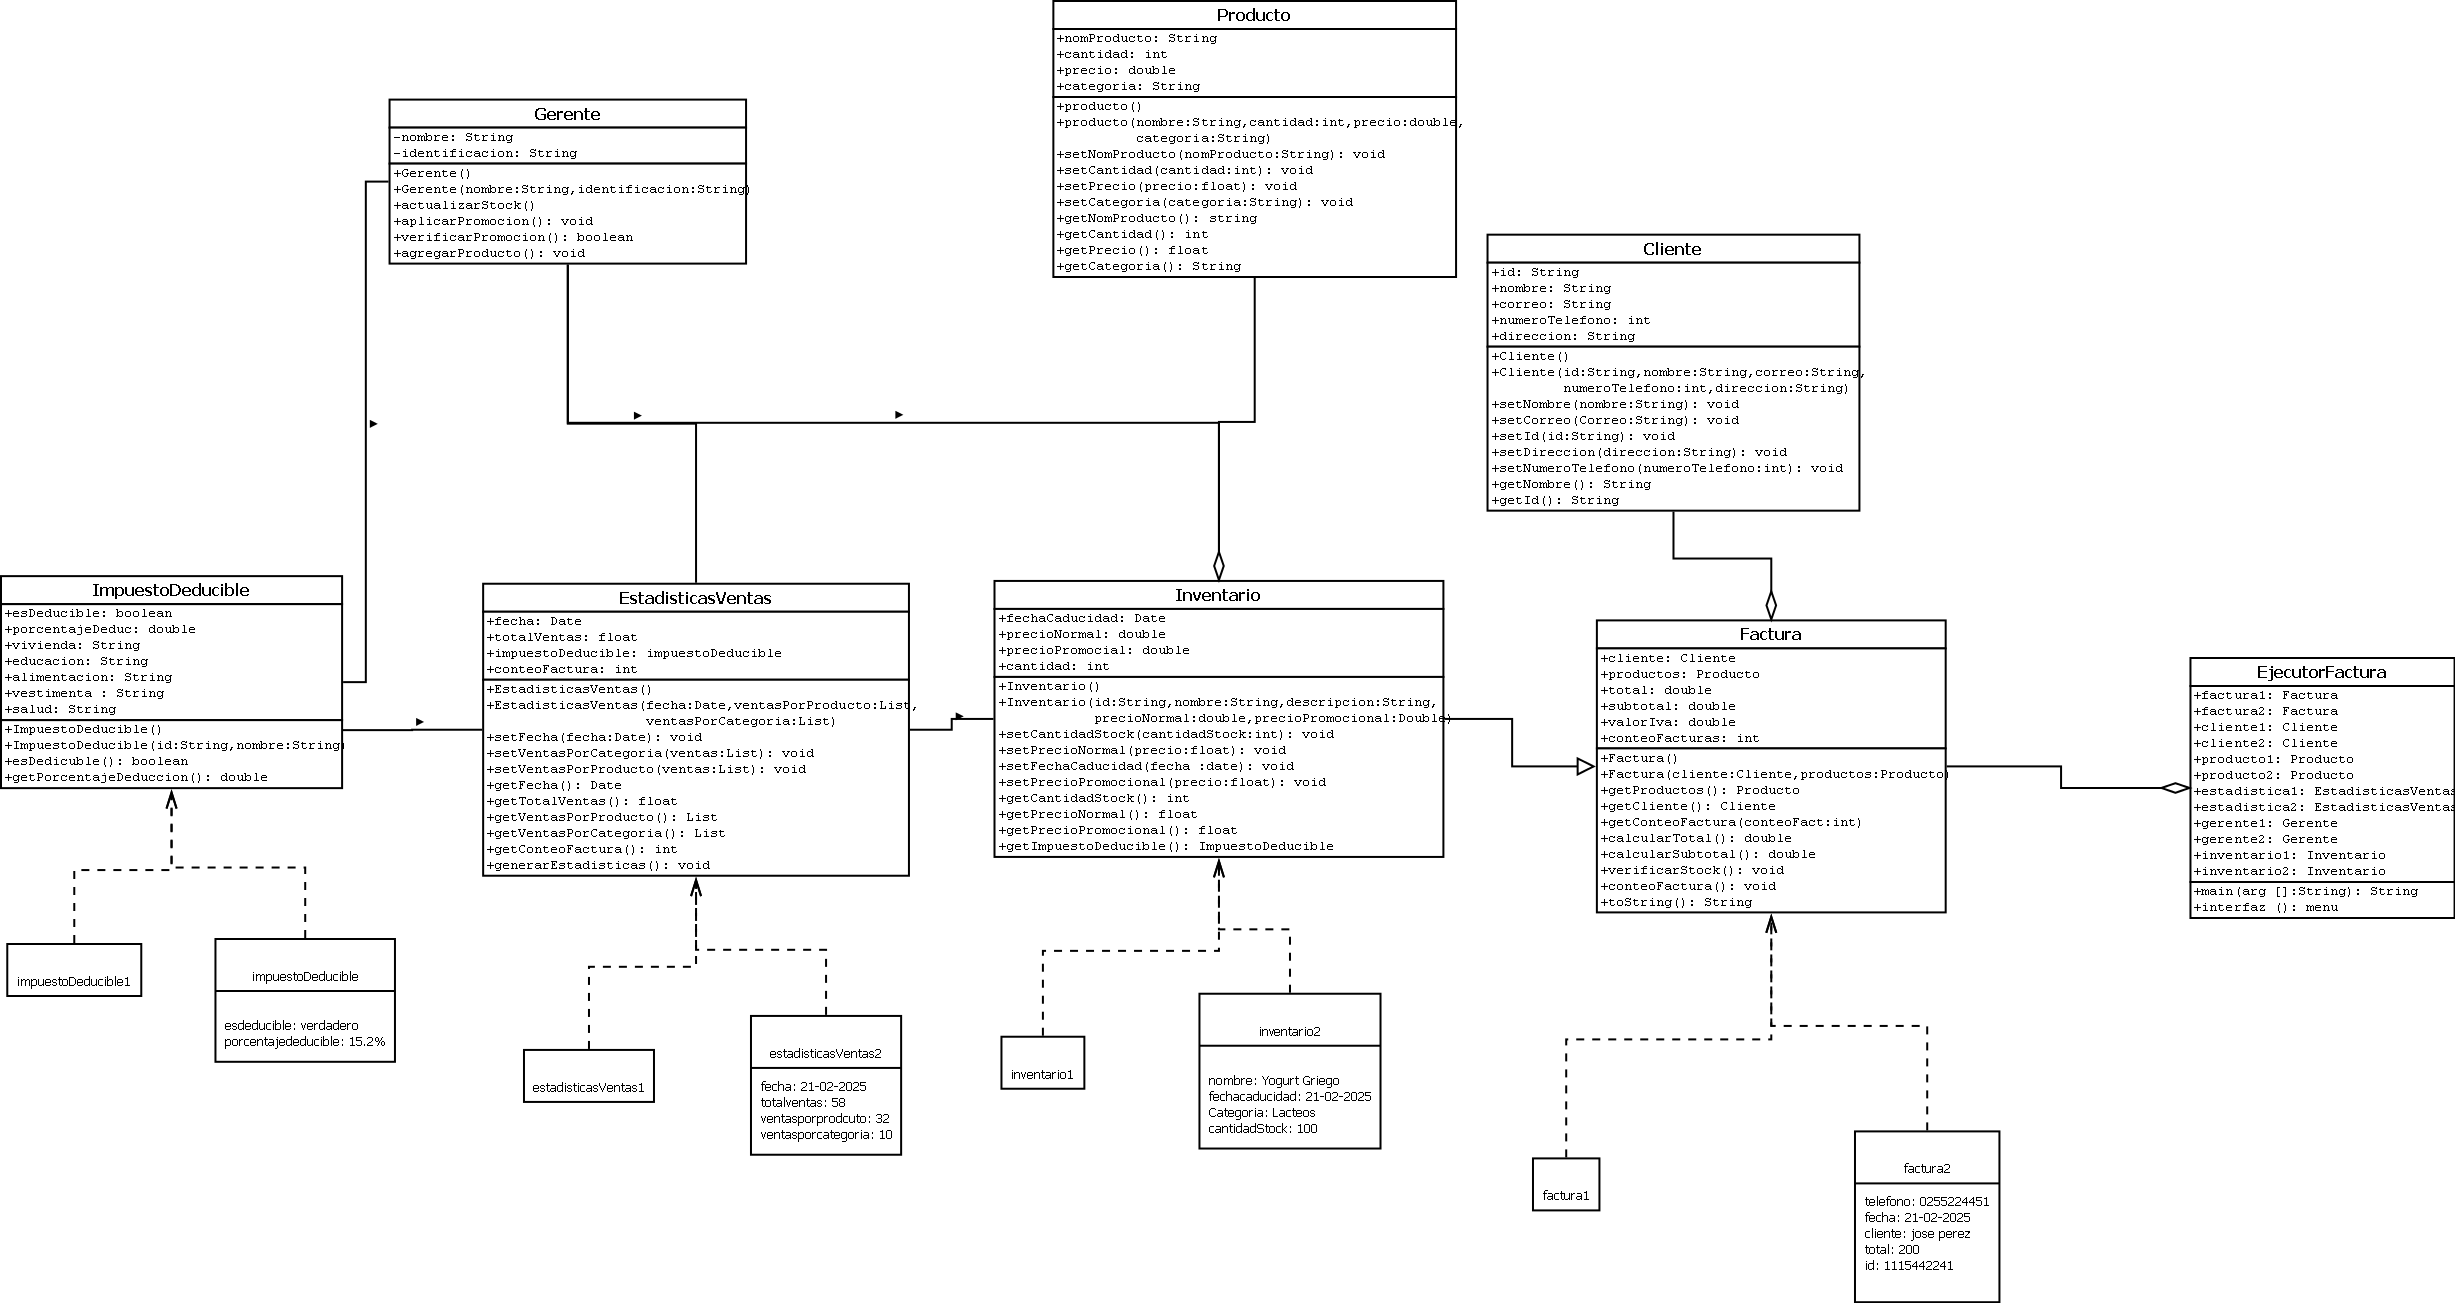 Producto
+nomProducto: String
+cantidad: int
+precio: double
+categoria: String
+producto()
+producto(nombre:String,cantidad:int,precio:double,
categoria:String)
+setNomProducto(nomProducto:String): void
+setCantidad(cantidad:int): void
+setPrecio(precio:float): void
+setCategoria(categoria:String): void
+getNomProducto(): string
+getCantidad(): int
+getPrecio(): float
+getCategoria(): String
Gerente
-nombre: String
-identificacion: String
+Gerente()
+Gerente(nombre:String,identificacion:String)
+actualizarStock()
+aplicarPromocion(): void
+verificarPromocion(): boolean
+agregarProducto(): void
Cliente
+id: String
+nombre: String
+correo: String
+numeroTelefono: int
+direccion: String
+Cliente()
+Cliente(id:String,nombre:String,correo:String,
numeroTelefono:int,direccion:String)
+setNombre(nombre:String): void
+setCorreo(Correo:String): void
+setId(id:String): void
+setDireccion(direccion:String): void
+setNumeroTelefono(numeroTelefono:int): void
+getNombre(): String
+getId(): String
ImpuestoDeducible
+esDeducible: boolean
+porcentajeDeduc: double
+vivienda: String
+educacion: String
+alimentacion: String
+vestimenta : String
+salud: String
+ImpuestoDeducible()
+ImpuestoDeducible(id:String,nombre:String)
+esDedicuble(): boolean
+getPorcentajeDeduccion(): double
EstadisticasVentas
+fecha: Date
+totalVentas: float
+impuestoDeducible: impuestoDeducible
+conteoFactura: int
+EstadisticasVentas()
+EstadisticasVentas(fecha:Date,ventasPorProducto:List,
ventasPorCategoria:List)
+setFecha(fecha:Date): void
+setVentasPorCategoria(ventas:List): void
+setVentasPorProducto(ventas:List): void
+getFecha(): Date
+getTotalVentas(): float
+getVentasPorProducto(): List
+getVentasPorCategoria(): List
+getConteoFactura(): int
+generarEstadisticas(): void
Inventario
+fechaCaducidad: Date
+precioNormal: double
+precioPromocial: double
+cantidad: int
+Inventario()
+Inventario(id:String,nombre:String,descripcion:String,
precioNormal:double,precioPromocional:Double)
+setCantidadStock(cantidadStock:int): void
+setPrecioNormal(precio:float): void
+setFechaCaducidad(fecha :date): void
+setPrecioPromocional(precio:float): void
+getCantidadStock(): int
+getPrecioNormal(): float
+getPrecioPromocional(): float
+getImpuestoDeducible(): ImpuestoDeducible
Factura
+cliente: Cliente
+productos: Producto
+total: double
+subtotal: double
+valorIva: double
+conteoFacturas: int
+Factura()
+Factura(cliente:Cliente,productos:Producto)
+getProductos(): Producto
+getCliente(): Cliente
+getConteoFactura(conteoFact:int)
+calcularTotal(): double
+calcularSubtotal(): double
+verificarStock(): void
+conteoFactura(): void
+toString(): String
EjecutorFactura
+factura1: Factura
+factura2: Factura
+cliente1: Cliente
+cliente2: Cliente
+producto1: Producto
+producto2: Producto
+estadistica1: EstadisticasVentas
+estadistica2: EstadisticasVentas
+gerente1: Gerente
+gerente2: Gerente
+inventario1: Inventario
+inventario2: Inventario
+main(arg []:String): String
+interfaz (): menu
impuestoDeducible1
impuestoDeducible
esdeducible: verdadero
porcentajededucible: 15.2%
estadisticasVentas1
estadisticasVentas2
fecha: 21-02-2025
totalventas: 58
ventasporprodcuto: 32
ventasporcategoria: 10
inventario1
inventario2
nombre: Yogurt Griego
fechacaducidad: 21-02-2025
Categoria: Lacteos
cantidadStock: 100
factura1
factura2
telefono: 0255224451
fecha: 21-02-2025
cliente: jose perez
total: 200
id: 1115442241